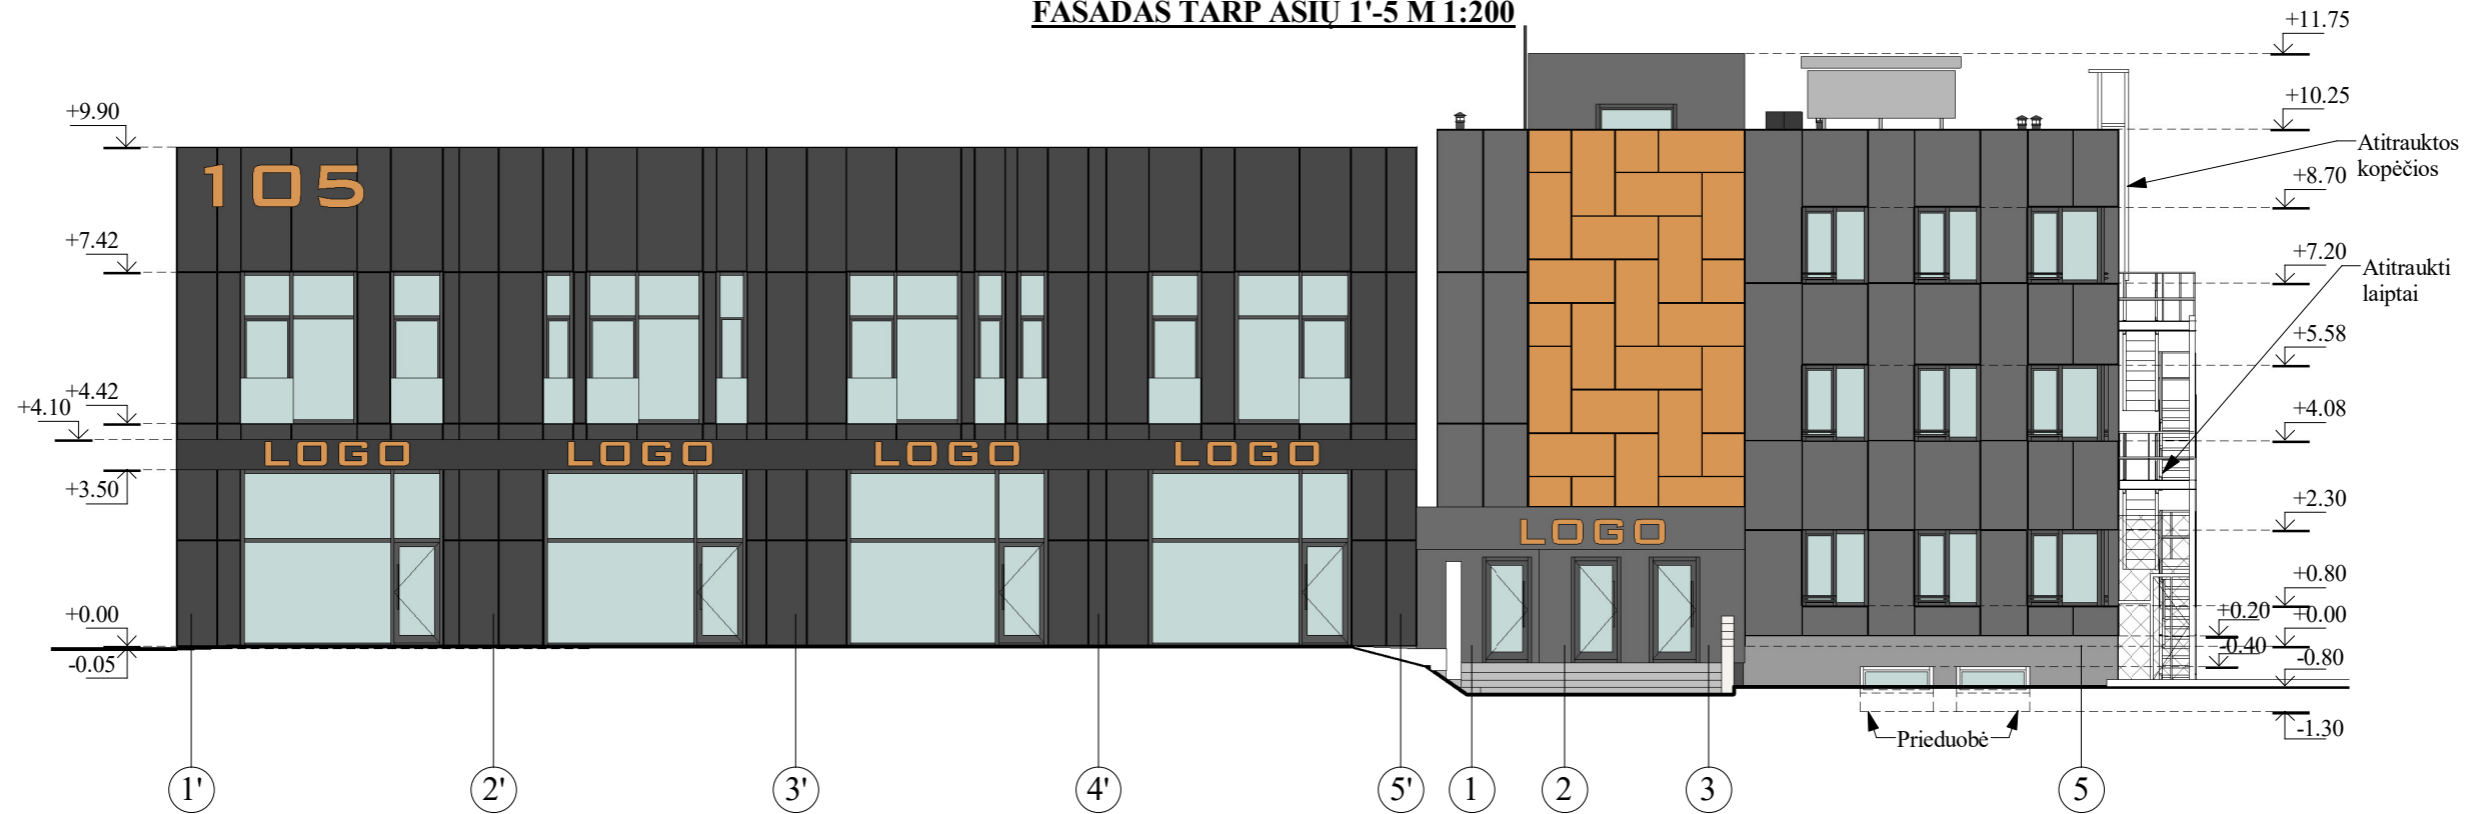 FASADAS TARP AŠIŲ 1'-5 M 1:200
+11.75
+10.25
+9.90
Atitrauktos
kopėčios
+8.70
105
+7.42
+7.20
Atitraukti
laiptai
+5.58
+4.42
+4.10
+4.08
LOGO LOGO LOGO LOGO
+3.50
+2.30
LOGO
+0.80
+0.20
+0.00
+0.00
-0.05
-0.40
-0.80
-1.30
Prieduobė
1' 2' 3' 4' 5' 1 2 3 5